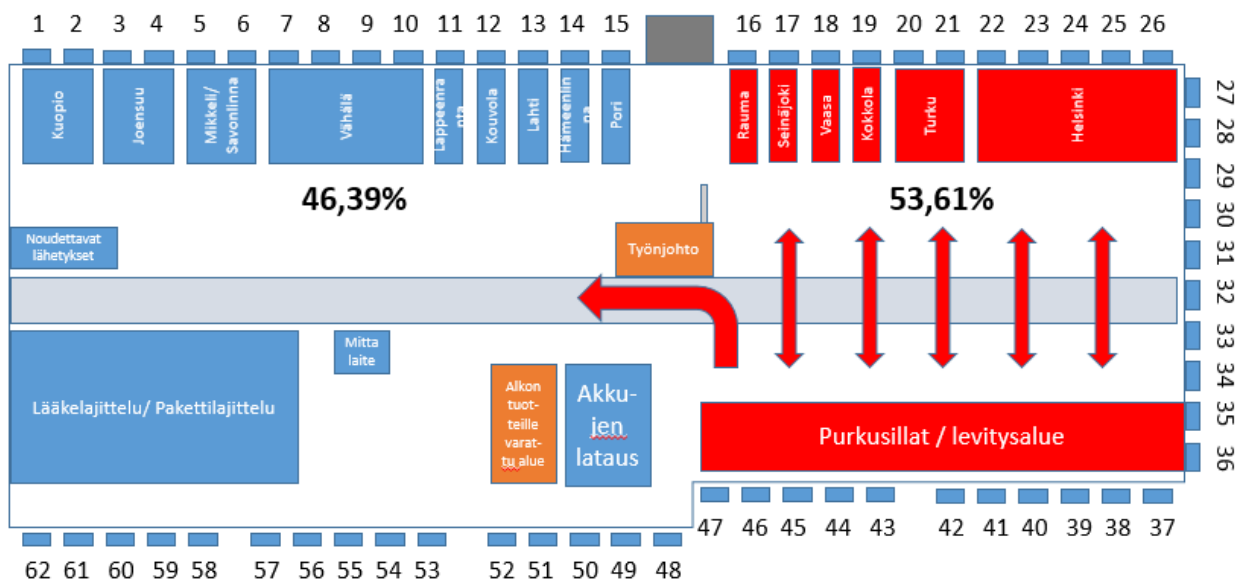 1 2 3 4 5 6 7 8 9 10 11 12 13 14 15 16 17 18 19 20 21 22 23 24 25 26
Kuopio
Joensuu
Mikkeli/
Savonlinna
Vähälä
Lappeenra
nta
Kouvola
Lahti
Hämeenlin
na
Pori
Rauma
Seinäjoki
Vaasa
Kokkola
Turku
Helsinki
27
28
29
30
31
32
33
34
35
36
46,39%
53,61%
Noudettavat
lähetykset
Työnjohto
Mitta
laite
Lääkelajittelu/ Pakettilajittelu
Alkon
tuot-
teille
varat-
tu alue
Akku-
jen
lataus
Purkusillat / levitysalue
47 46 45 44 43 42 41 40 39 38 37
62 61 60 59 58 57 56 55 54 53 52 51 50 49 48